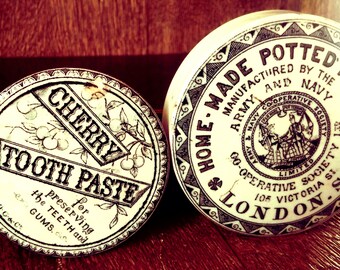 CHERRY
TOOTH PASTE
for
preserving
the TEETH and
GUMS.
HOME-MADE POTTED
MANUFACTURED BY THE
ARMY AND NAVY
CO OPERATIVE SOCIETY
LIMITED
CO OPERATIVE SOCIETY
VICTORIA ST
LONDON.